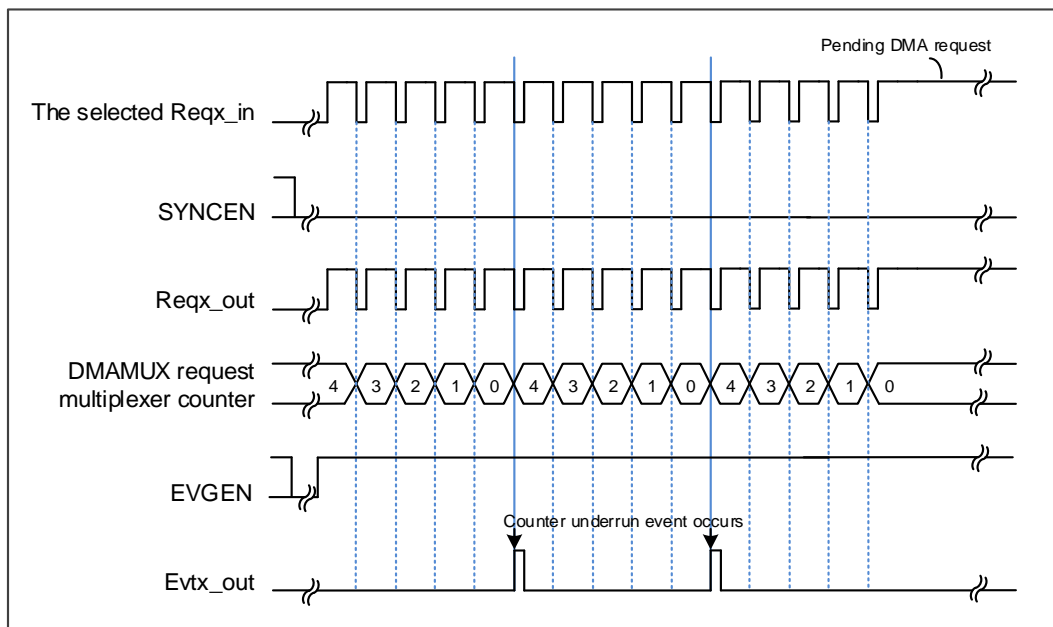 Pending DMA request
The selected Reqx_in
SYNCEN
Reqx_out
DMAMUX request
multiplexer counter
4 3 2 1 0 4 3 2 1 0 4 3 2 1 0
EVGEN
Counter underrun event occurs
Evtx_out